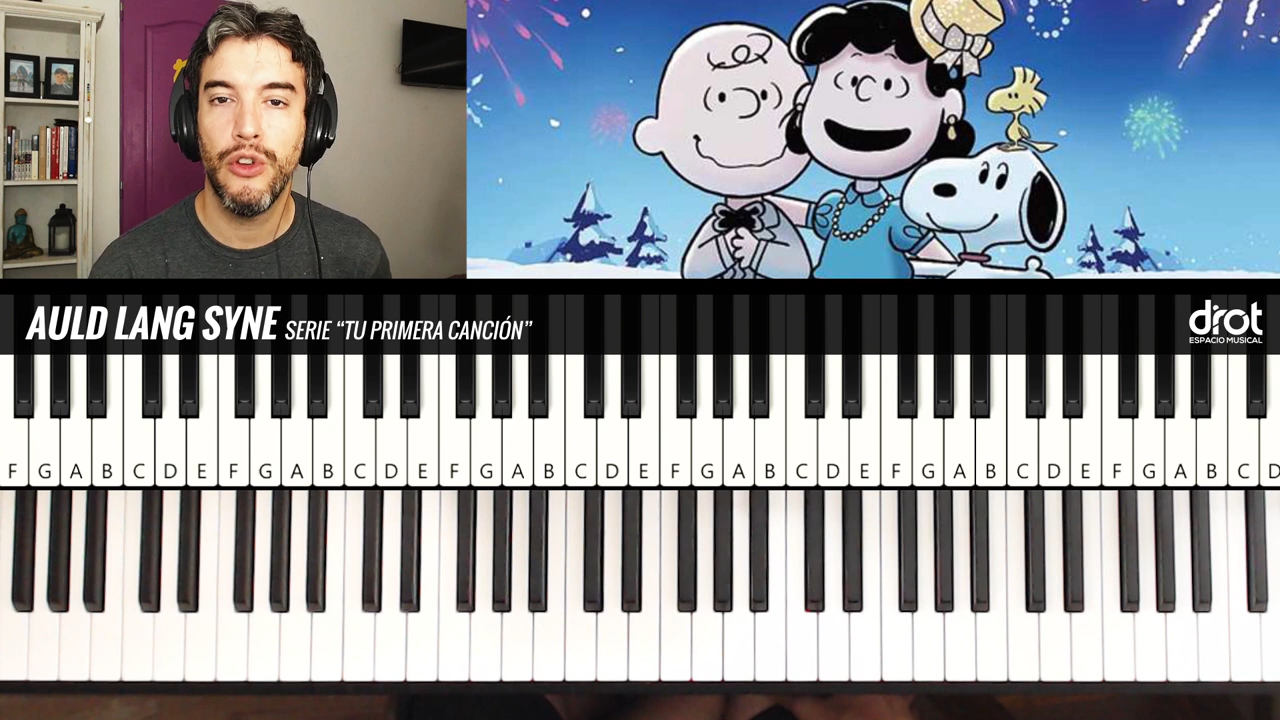 AULD LANG SYNE SERIE “TU PRIMERA CANCIÓN”
drot
ESPACIO MUSICAL
F G A B C D E F G A B C D E F G A B C D E F G A B C D E F G A B C D E F G A B C D